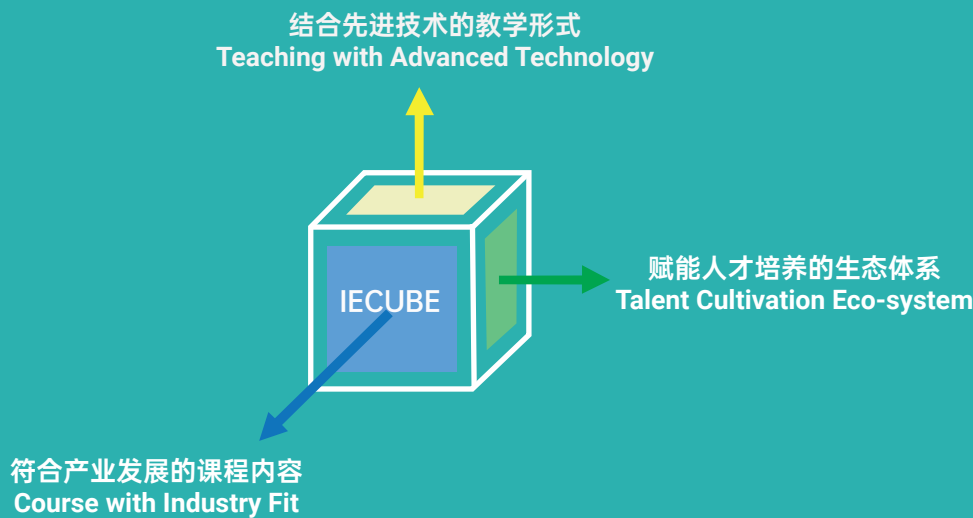 结合先进技术的教学形式
Teaching with Advanced Technology
赋能人才培养的生态体系
Talent Cultivation Eco-system
IECUBE
符合产业发展的课程内容
Course with Industry Fit